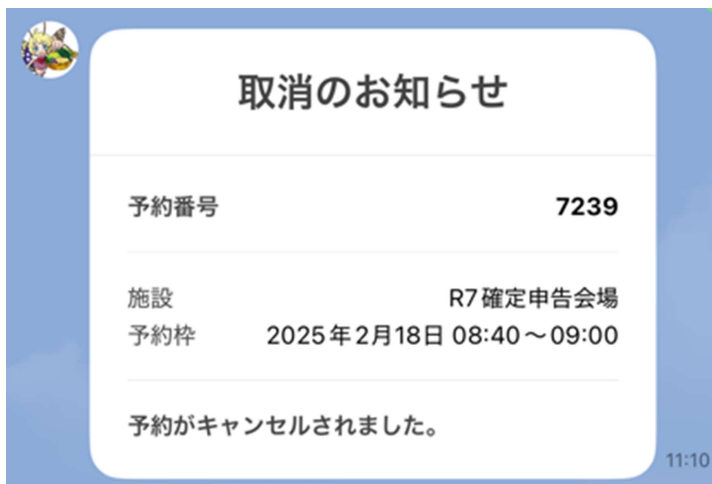 取消のお知らせ
予約番号 7239
施設 R7確定申告会場
予約枠 2025年2月18日 08:40～09:00
予約がキャンセルされました。
11:10